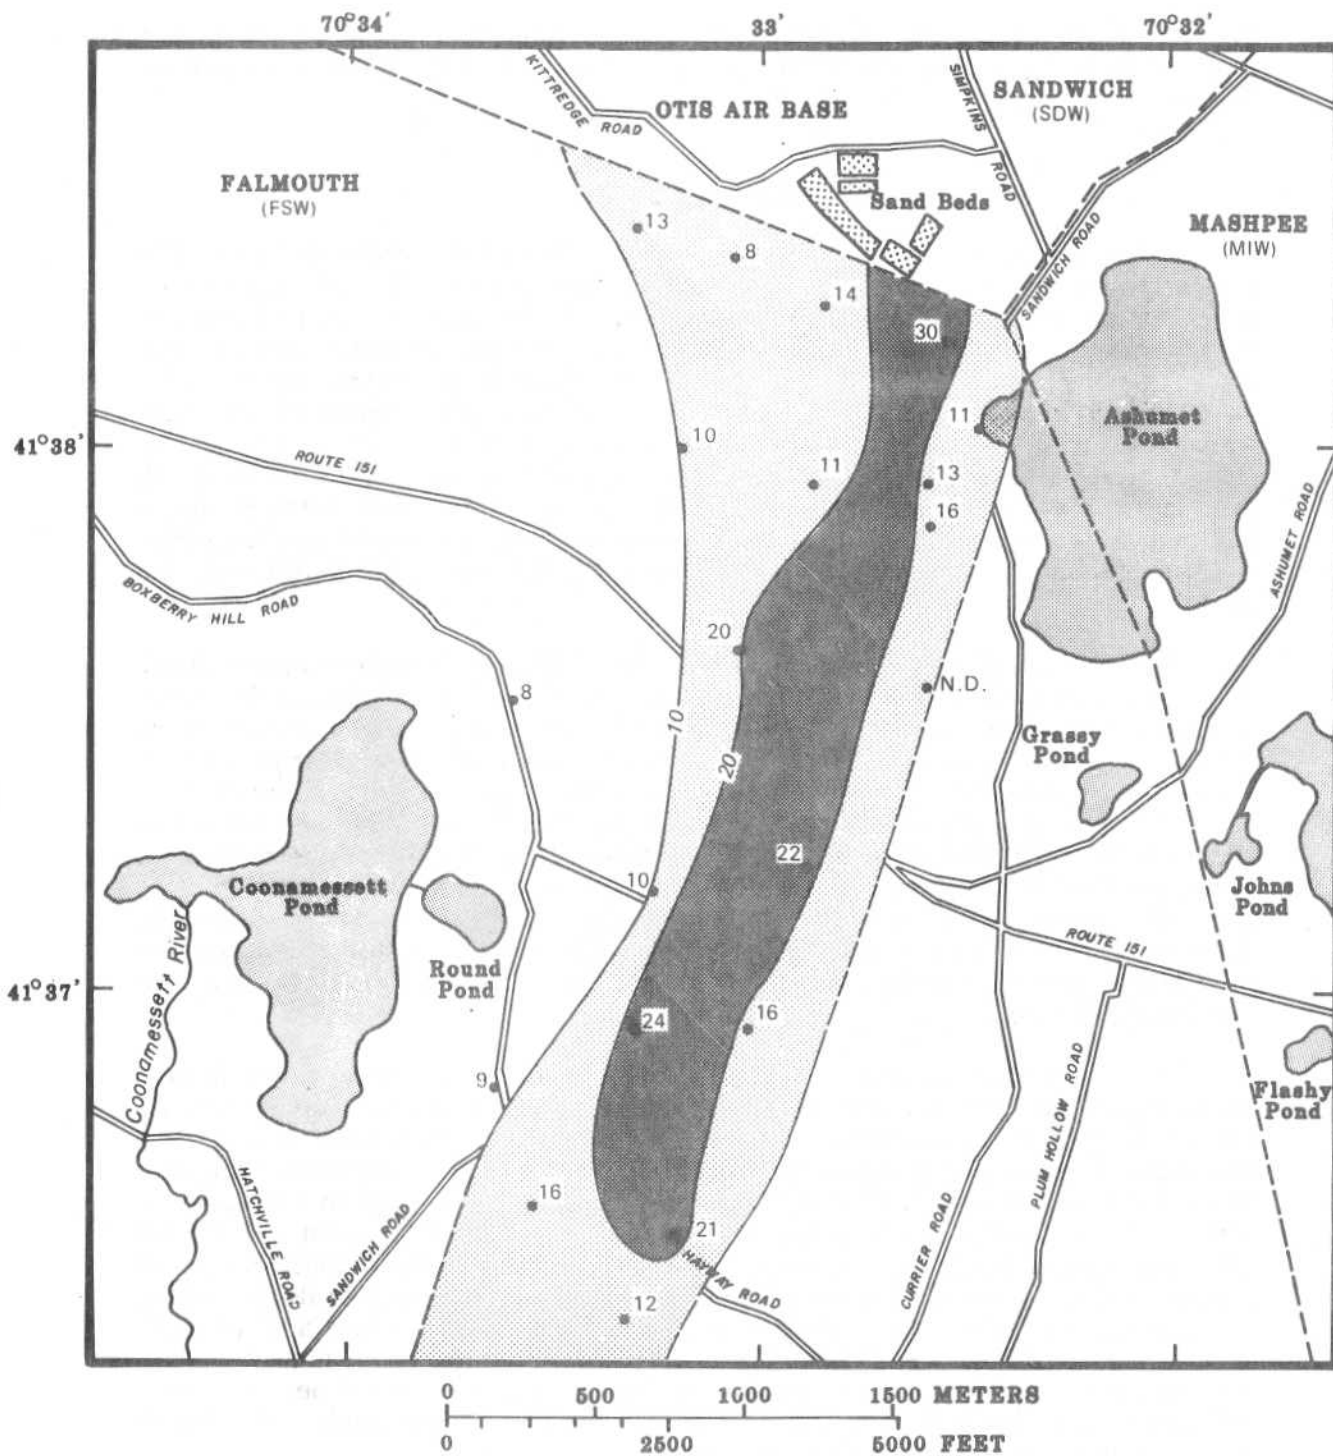 70°34'
33'
70°32'
KITTREDGE
ROAD
OTIS AIR BASE
SIMPKINS
ROAD
SANDWICH
(SDW)
FALMOUTH
(FSW)
Sand Beds
SANDWICH ROAD
MASHPEE
(MIW)
13
8
14
30
41°38'
ROUTE 151
10
11
11
13
16
Ashumet
Pond
ASHUMET ROAD
BOXBERRY HILL ROAD
20
8
N.D.
10
20
Grassy
Pond
22
10
Coonamessett
Pond
Johns
Pond
Coonamessett River
Round
Pond
ROUTE 151
41°37'
24
16
9
PLUM HOLLOW ROAD
Flashy
Pond
HATCHVILLE ROAD
SANDWICH ROAD
16
21
HAYWAY ROAD
CURRIER ROAD
12
0 500 1000 1500 METERS
0 2500 5000 FEET